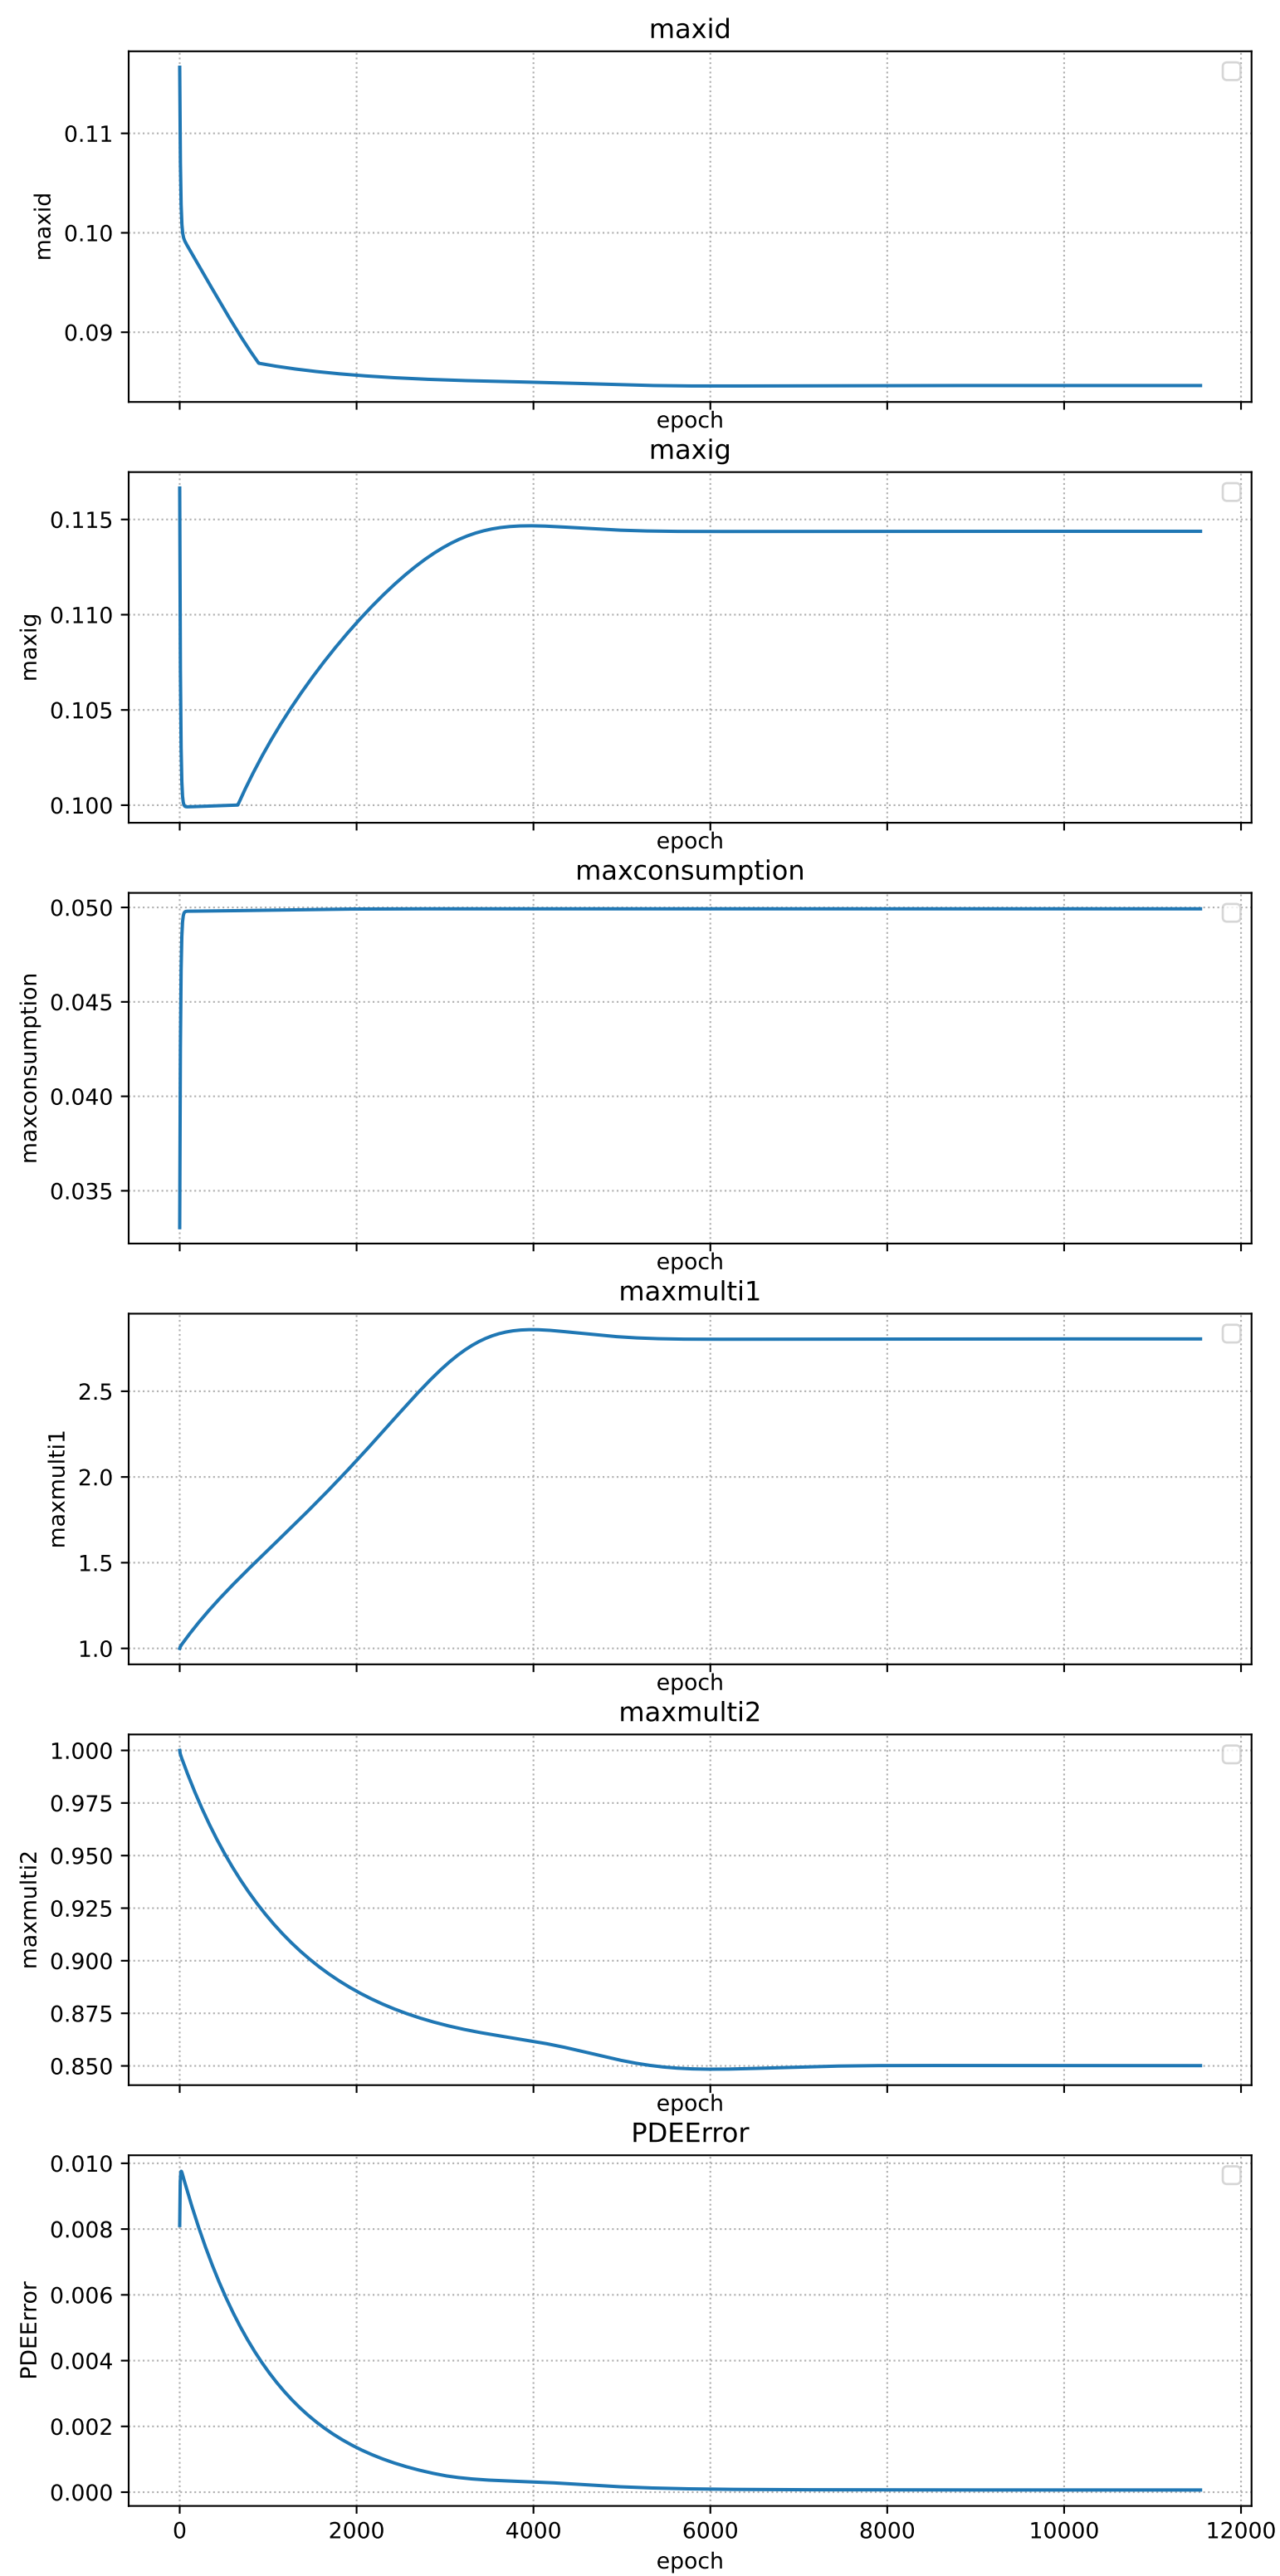 maxid
0.11
0.10
0.09
maxid
epoch
maxig
0.115
0.110
0.105
0.100
maxig
epoch
maxconsumption
0.050
0.045
0.040
0.035
maxconsumption
epoch
maxmulti1
2.5
2.0
1.5
1.0
maxmulti1
epoch
maxmulti2
1.000
0.975
0.950
0.925
0.900
0.875
0.850
maxmulti2
epoch
PDEError
0.010
0.008
0.006
0.004
0.002
0.000
PDEError
0 2000 4000 6000 8000 10000 12000
epoch